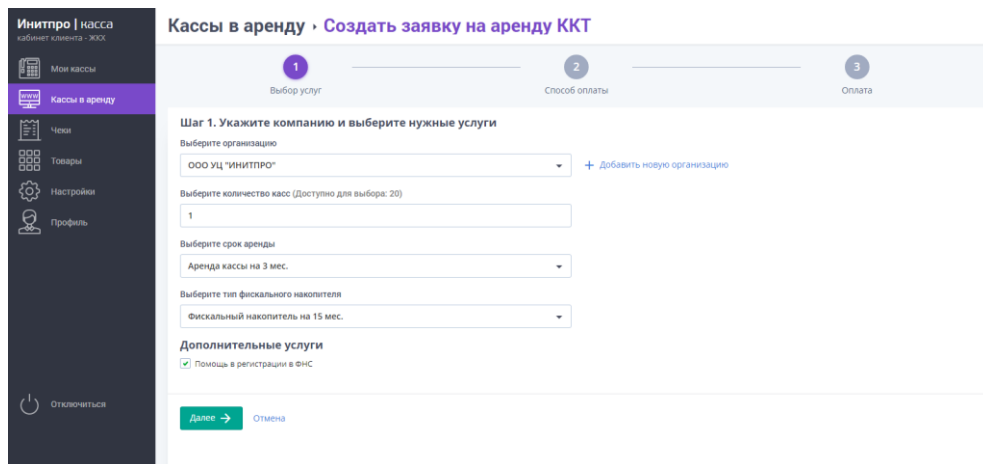 Инитпро | касса
кабинет клиента - ЖКХ
Мои кассы
www
Кассы в аренду
Чеки
Товары
Настройки
Профиль
Отключиться
Кассы в аренду › Создать заявку на аренду ККТ
1
2
3
Выбор услуг
Способ оплаты
Оплата
Шаг 1. Укажите компанию и выберите нужные услуги
Выберите организацию
ООО УЦ "ИНИТПРО"
+ Добавить новую организацию
Выберите количество касс (Доступно для выбора: 20)
1
Выберите срок аренды
Аренда кассы на 3 мес.
Выберите тип фискального накопителя
Фискальный накопитель на 15 мес.
Дополнительные услуги
Помощь в регистрации в ФНС
Далее →
Отмена